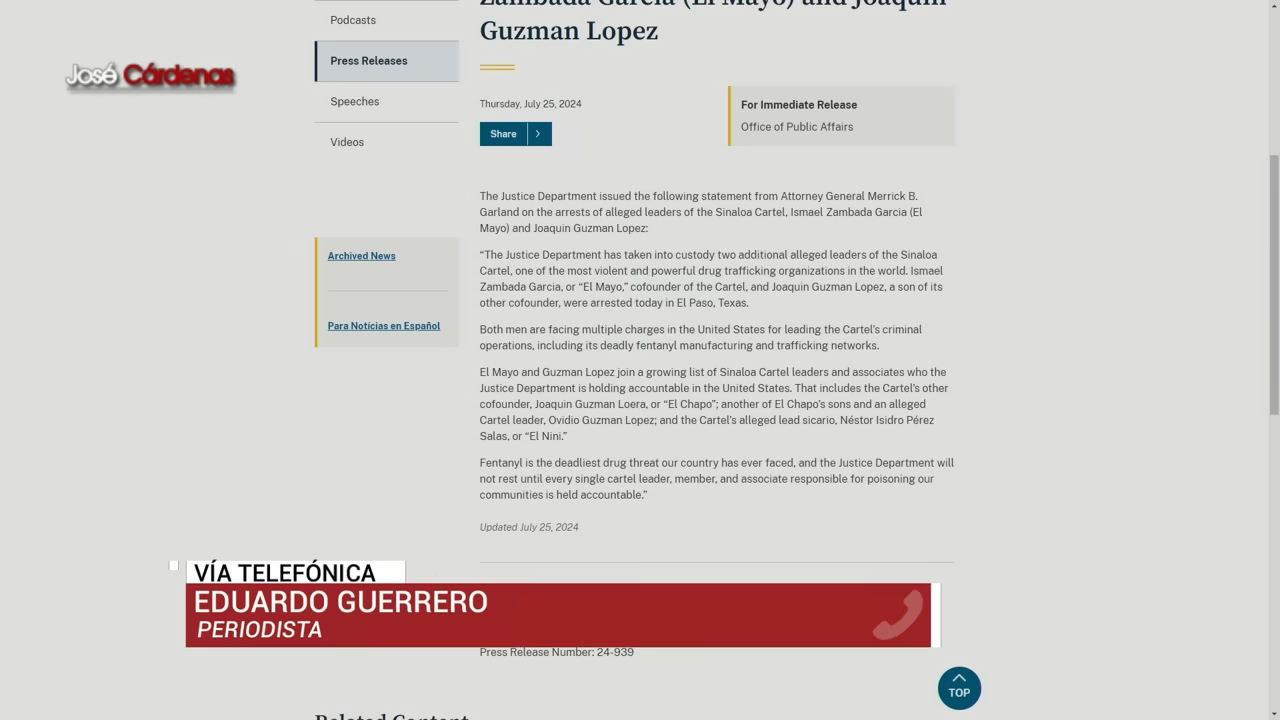 Zambada Garcia (El Mayo) and Joaquin
Guzman Lopez
Podcasts
Press Releases
Speeches
Videos
José Cárdenas
Thursday, July 25, 2024
Share
For Immediate Release
Office of Public Affairs
Archived News
Para Notícias en Español
The Justice Department issued the following statement from Attorney General Merrick B.
Garland on the arrests of alleged leaders of the Sinaloa Cartel, Ismael Zambada Garcia (El
Mayo) and Joaquin Guzman Lopez:
“The Justice Department has taken into custody two additional alleged leaders of the Sinaloa
Cartel, one of the most violent and powerful drug trafficking organizations in the world. Ismael
Zambada Garcia, or “El Mayo,” cofounder of the Cartel, and Joaquin Guzman Lopez, a son of its
other cofounder, were arrested today in El Paso, Texas.
Both men are facing multiple charges in the United States for leading the Cartel’s criminal
operations, including its deadly fentanyl manufacturing and trafficking networks.
El Mayo and Guzman Lopez join a growing list of Sinaloa Cartel leaders and associates who the
Justice Department is holding accountable in the United States. That includes the Cartel’s other
cofounder, Joaquin Guzman Loera, or “El Chapo”; another of El Chapo’s sons and an alleged
Cartel leader, Ovidio Guzman Lopez; and the Cartel’s alleged lead sicario, Néstor Isidro Pérez
Salas, or “El Nini.”
Fentanyl is the deadliest drug threat our country has ever faced, and the Justice Department will
not rest until every single cartel leader, member, and associate responsible for poisoning our
communities is held accountable.”
Updated July 25, 2024
VÍA TELEFÓNICA
EDUARDO GUERRERO
PERIODISTA
Press Release Number: 24-939
TOP
Related Content